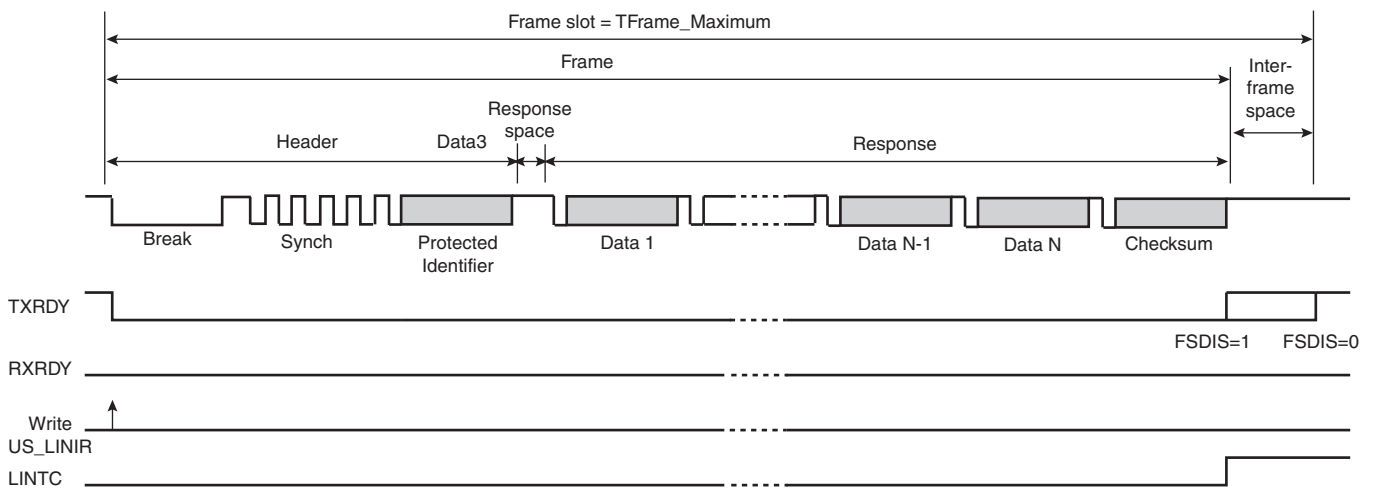 Frame slot = TFrame_Maximum
Frame
Inter-
frame
space
Response
space
Header
Data3
Response
Break
Synch
Protected
Identifier
Data 1
Data N-1
Data N
Checksum
TXRDY
FSDIS=1
FSDIS=0
RXRDY
Write
US_LINIR
LINTC